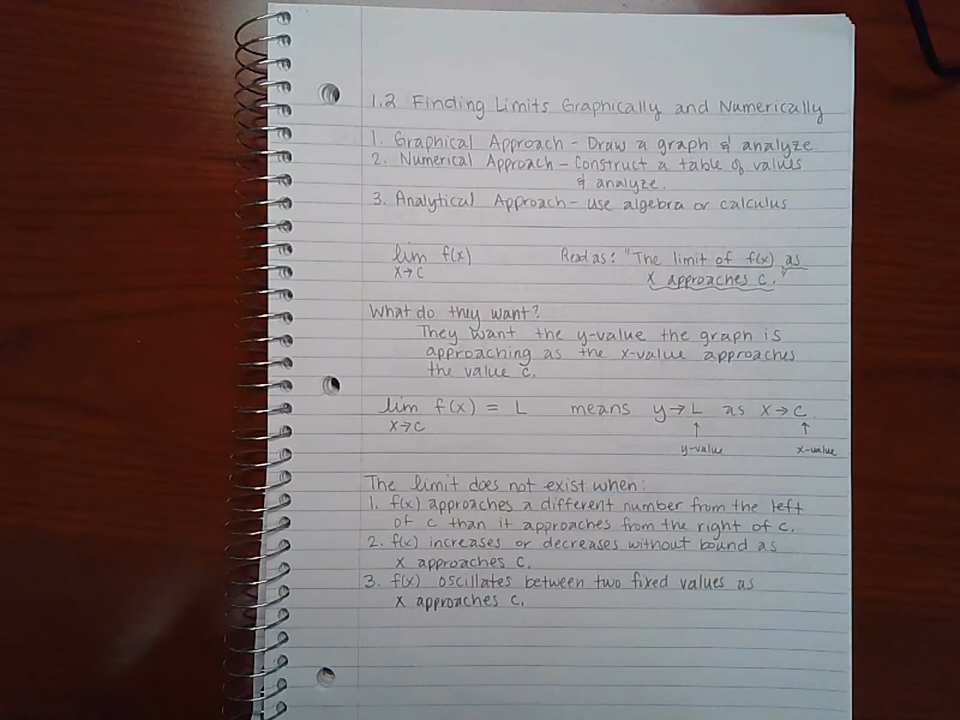 1.2 Finding Limits Graphically and Numerically
1. Graphical Approach - Draw a graph & analyze
2. Numerical Approach - Construct a table of values
& analyze.
3. Analytical Approach - use algebra or calculus
lim f(x) Read as: "The limit of f(x) as
x→c x approaches c."
What do they want?
They want the y-value the graph is
approaching as the x-value approaches
the value c.
lim f(x) = L means y→L as x→c.
x→c ↑ ↑
y-value x-value
The limit does not exist when:
1. f(x) approaches a different number from the left
of c than it approaches from the right of c.
2. f(x) increases or decreases without bound as
x approaches c.
3. f(x) oscillates between two fixed values as
x approaches c.